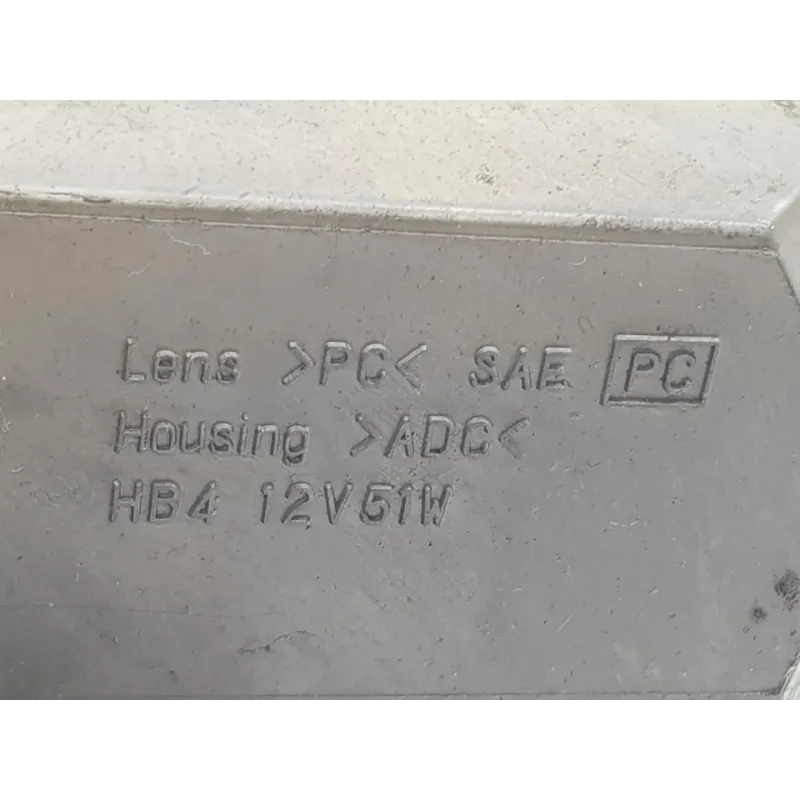 Lens >PC< SAE PC
Housing >ADC<
HB4 12V51W